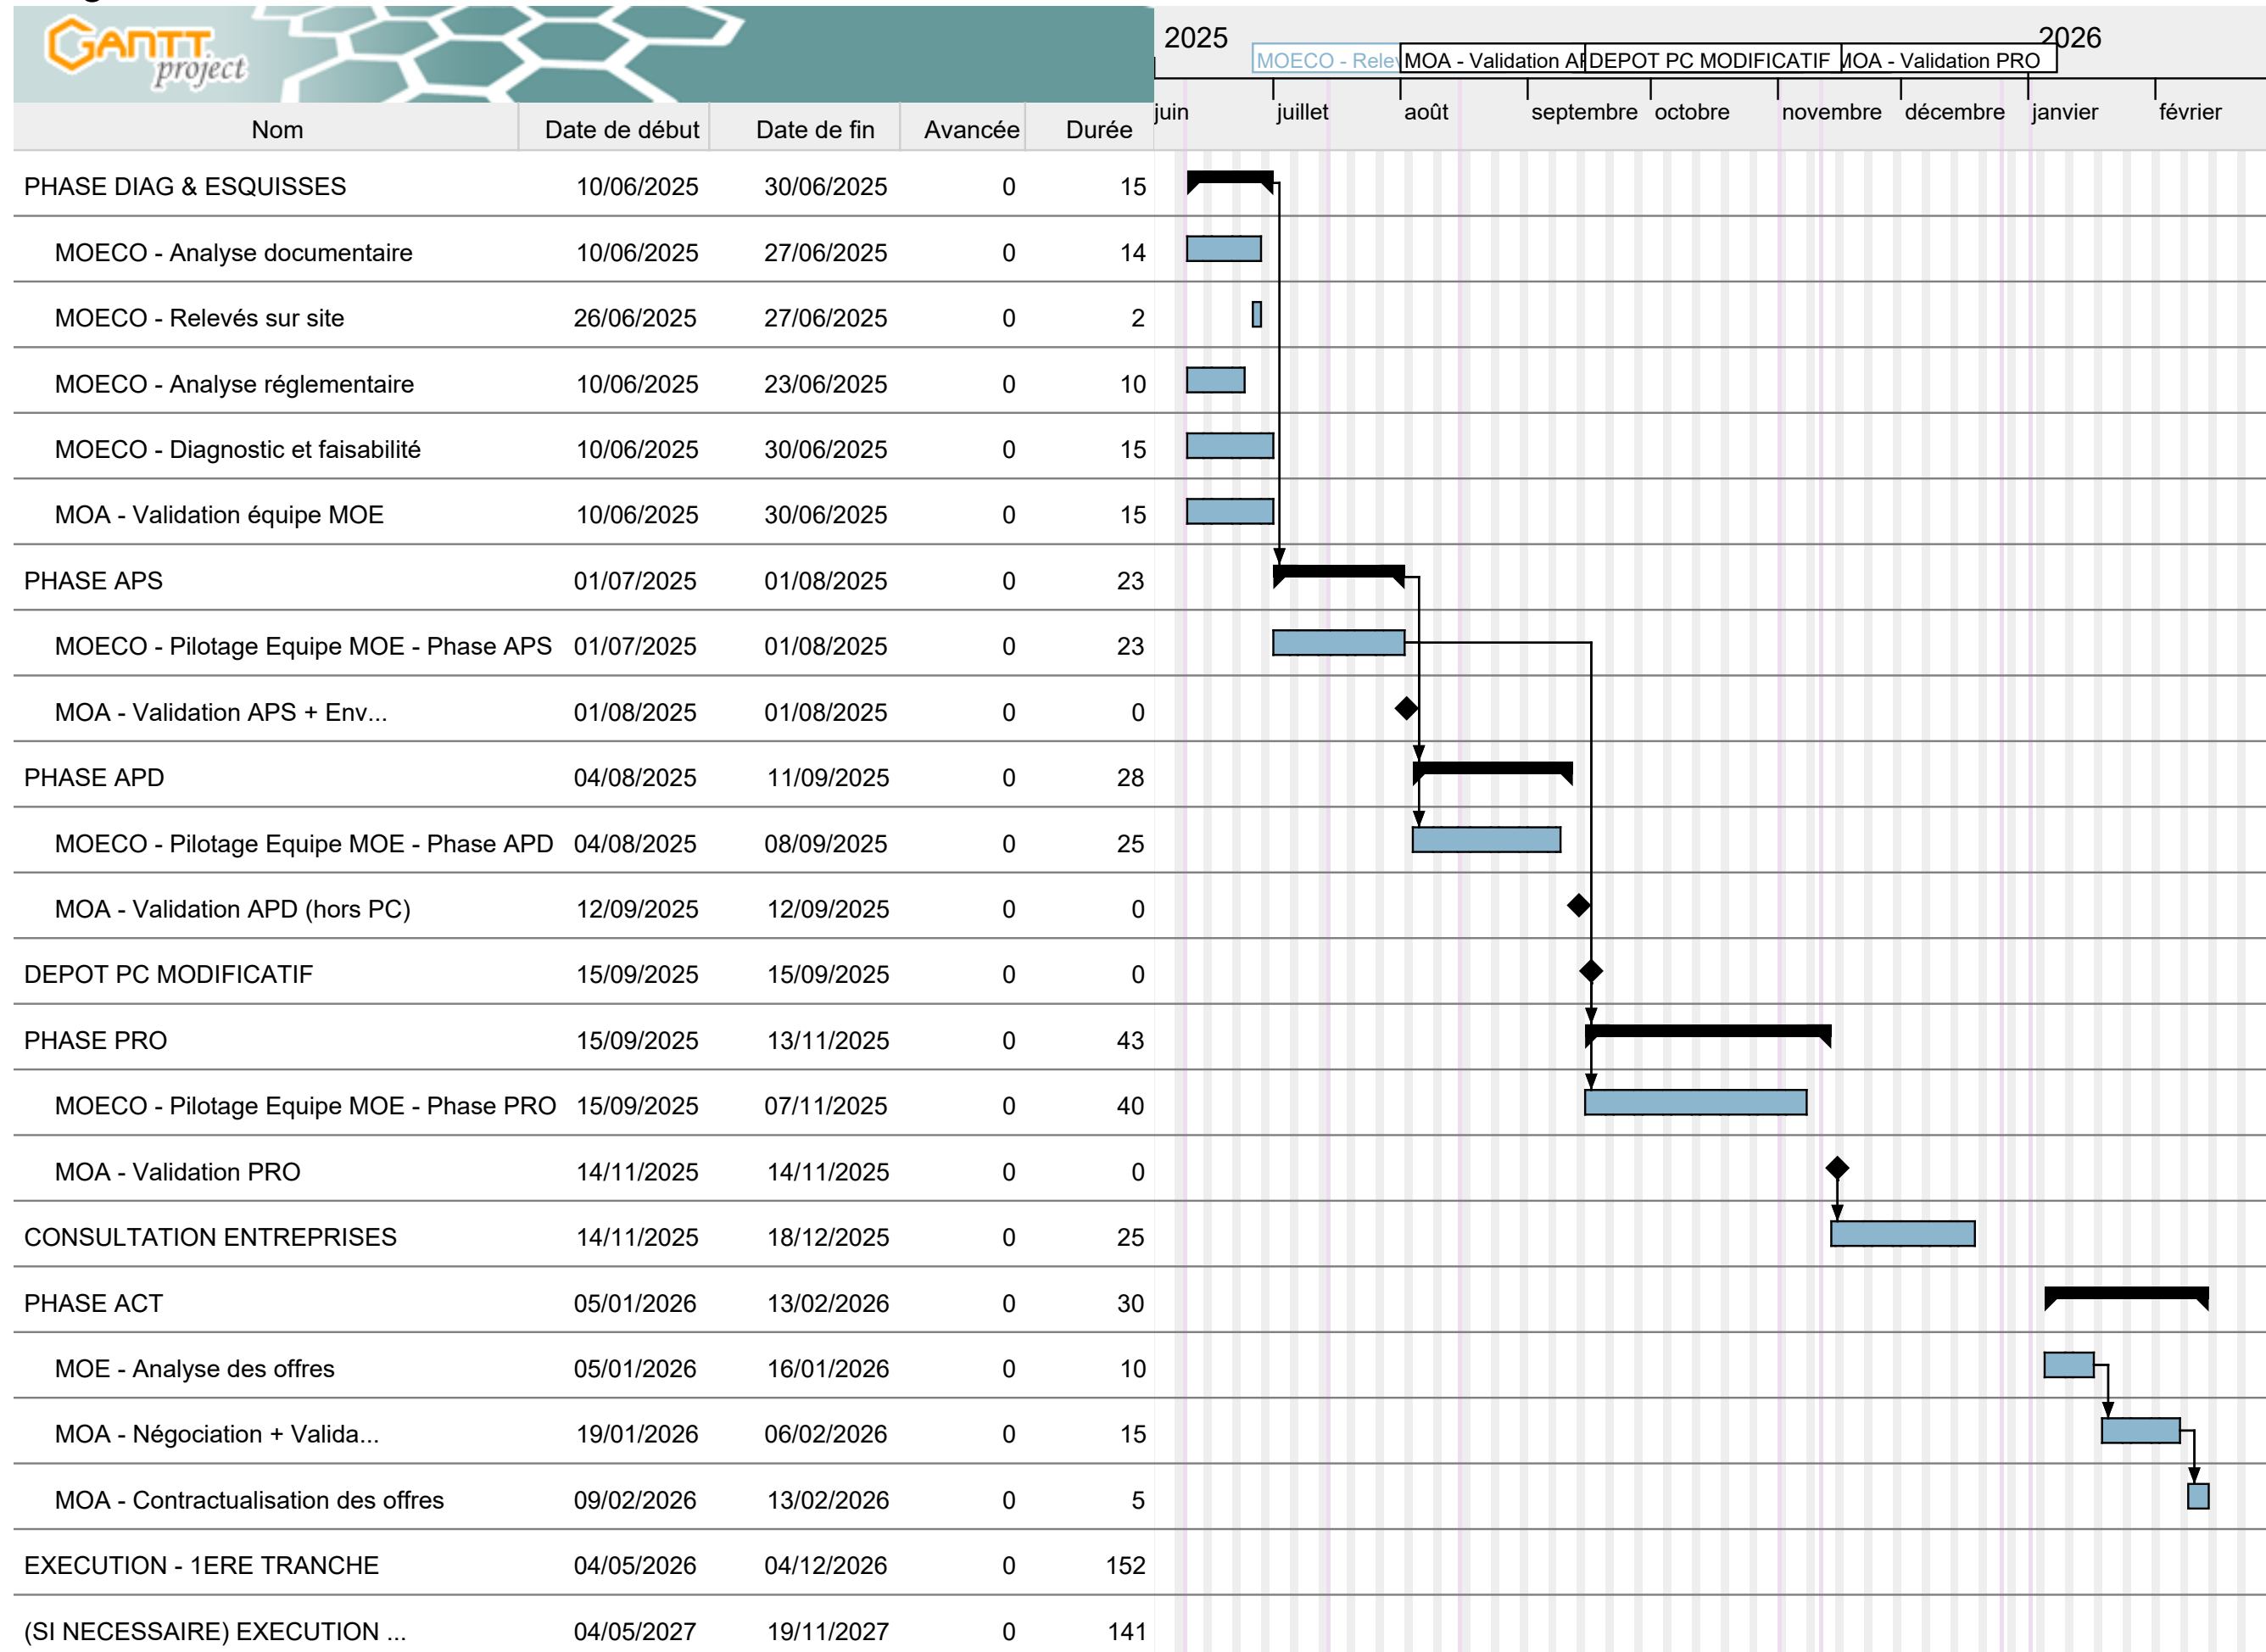 GANTT
project
2025 2026
MOECO - Relev MOA - Validation AP DEPOT PC MODIFICATIF MOA - Validation PRO
juin juillet août septembre octobre novembre décembre janvier février
Nom Date de début Date de fin Avancée Durée
PHASE DIAG & ESQUISSES 10/06/2025 30/06/2025 0 15
MOECO - Analyse documentaire 10/06/2025 27/06/2025 0 14
MOECO - Relevés sur site 26/06/2025 27/06/2025 0 2
MOECO - Analyse réglementaire 10/06/2025 23/06/2025 0 10
MOECO - Diagnostic et faisabilité 10/06/2025 30/06/2025 0 15
MOA - Validation équipe MOE 10/06/2025 30/06/2025 0 15
PHASE APS 01/07/2025 01/08/2025 0 23
MOECO - Pilotage Equipe MOE - Phase APS 01/07/2025 01/08/2025 0 23
MOA - Validation APS + Env... 01/08/2025 01/08/2025 0 0
PHASE APD 04/08/2025 11/09/2025 0 28
MOECO - Pilotage Equipe MOE - Phase APD 04/08/2025 08/09/2025 0 25
MOA - Validation APD (hors PC) 12/09/2025 12/09/2025 0 0
DEPOT PC MODIFICATIF 15/09/2025 15/09/2025 0 0
PHASE PRO 15/09/2025 13/11/2025 0 43
MOECO - Pilotage Equipe MOE - Phase PRO 15/09/2025 07/11/2025 0 40
MOA - Validation PRO 14/11/2025 14/11/2025 0 0
CONSULTATION ENTREPRISES 14/11/2025 18/12/2025 0 25
PHASE ACT 05/01/2026 13/02/2026 0 30
MOE - Analyse des offres 05/01/2026 16/01/2026 0 10
MOA - Négociation + Valida... 19/01/2026 06/02/2026 0 15
MOA - Contractualisation des offres 09/02/2026 13/02/2026 0 5
EXECUTION - 1ERE TRANCHE 04/05/2026 04/12/2026 0 152
(SI NECESSAIRE) EXECUTION ... 04/05/2027 19/11/2027 0 141